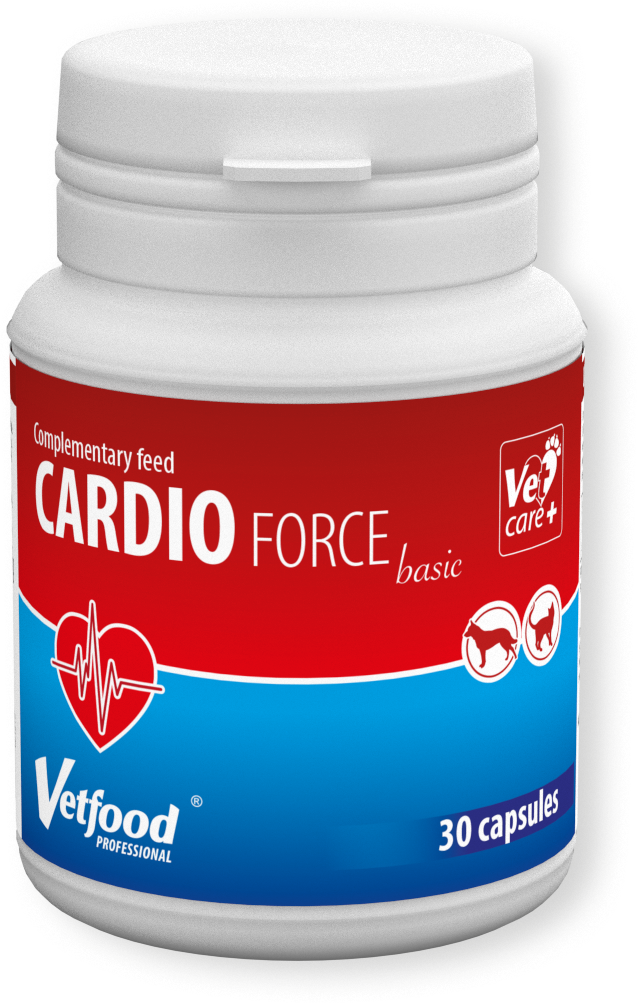 Complementary feed
CARDIO FORCE basic
Vet
care+
Vetfood ®
PROFESSIONAL
30 capsules